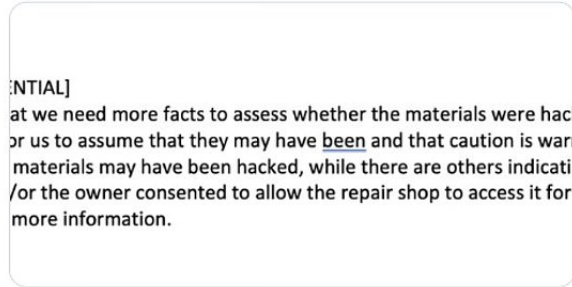 ENTIAL]
at we need more facts to assess whether the materials were hac
or us to assume that they may have been and that caution is war
materials may have been hacked, while there are others indicati
/or the owner consented to allow the repair shop to access it for
more information.